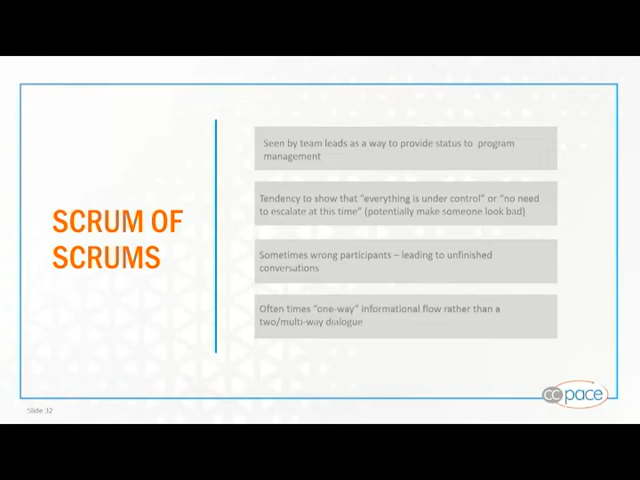 SCRUM OF
SCRUMS
Seen by team leads as a way to provide status to program
management
Tendency to show that “everything is under control” or “no need
to escalate at this time” (potentially make someone look bad)
Sometimes wrong participants – leading to unfinished
conversations
Often times “one-way” informational flow rather than a
two/multi-way dialogue
Slide 32
cc pace